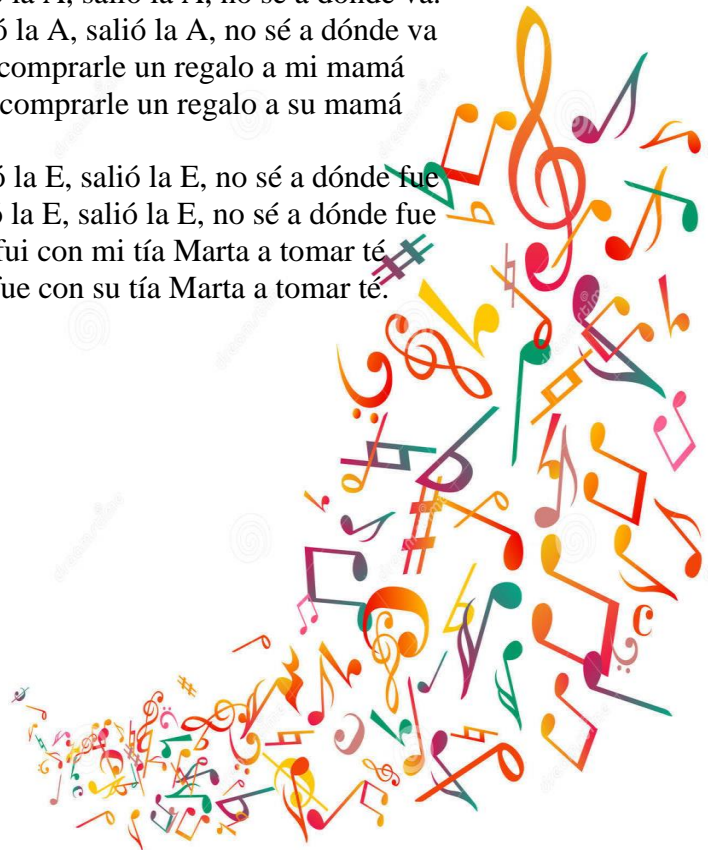 la A, salió la A, no sé a dónde va.
la A, salió la A, no sé a dónde va
comprarle un regalo a mi mamá
comprarle un regalo a su mamá
la E, salió la E, no sé a dónde fue
la E, salió la E, no sé a dónde fue
fui con mi tía Marta a tomar té
fue con su tía Marta a tomar té.